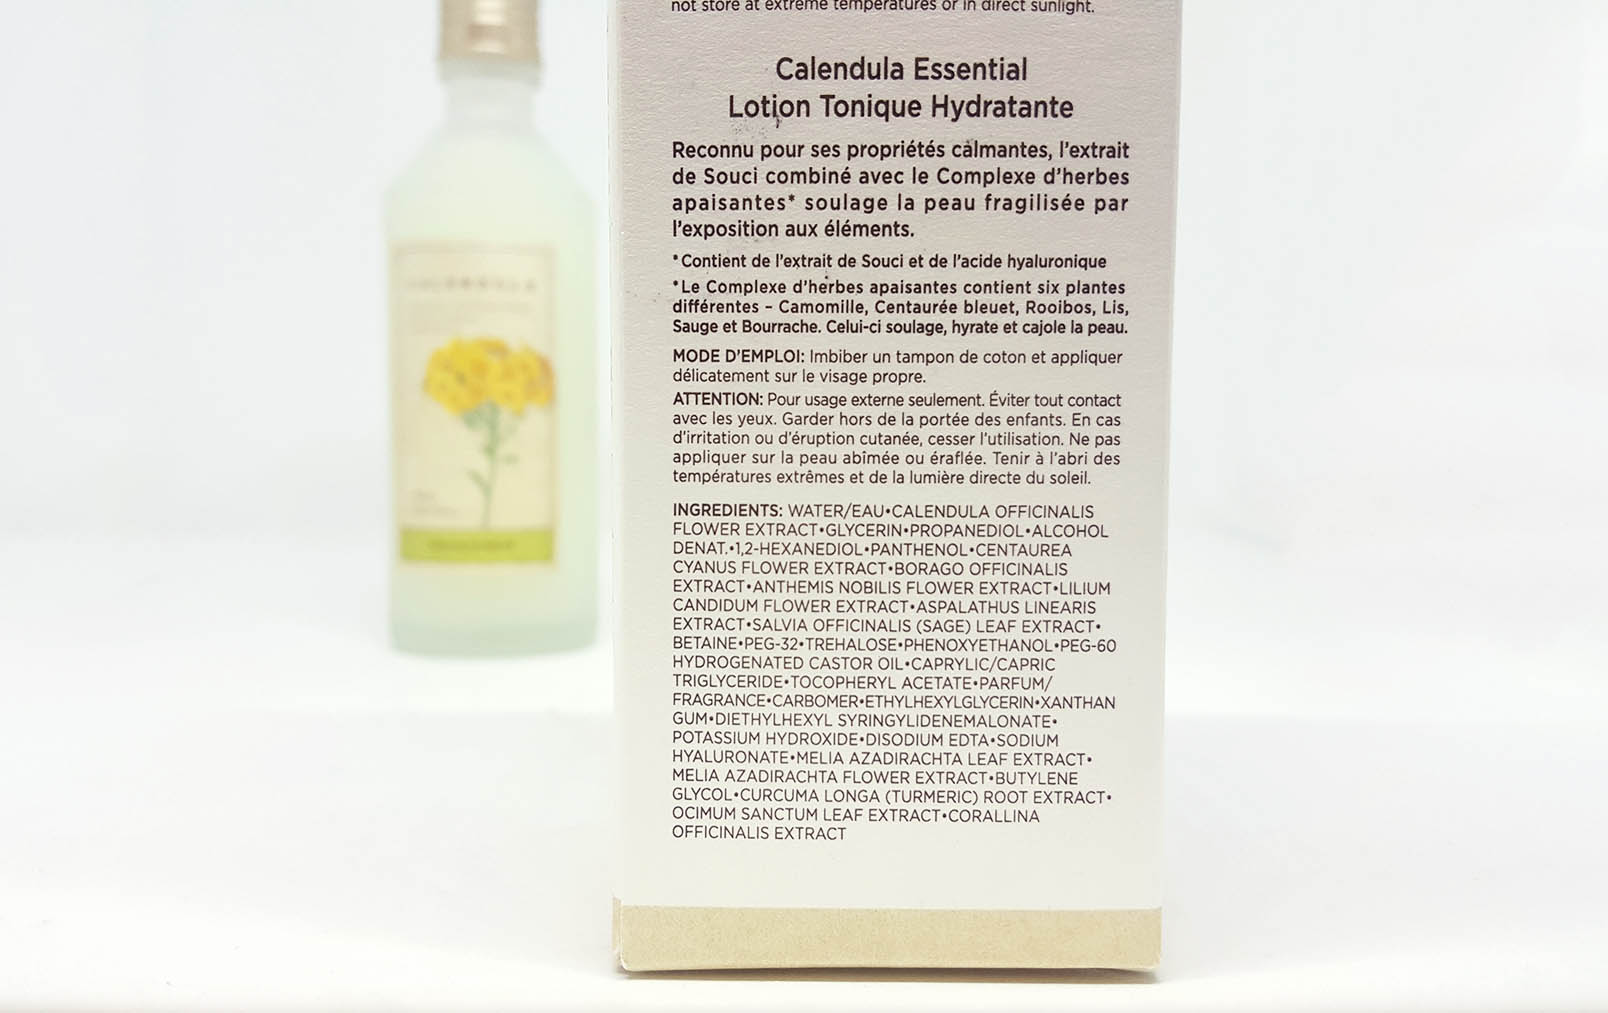 not store at extreme temperatures or in direct sunlight.
Calendula Essential
Lotion Tonique Hydratante
Reconnu pour ses propriétés calmantes, l'extrait
de Souci combiné avec le Complexe d'herbes
apaisantes* soulage la peau fragilisée par
l'exposition aux éléments.
*Contient de l'extrait de Souci et de l'acide hyaluronique
*Le Complexe d'herbes apaisantes contient six plantes
différentes – Camomille, Centaurée bleuet, Rooibos, Lis,
Sauge et Bourrache. Celui-ci soulage, hyrate et cajole la peau.
MODE D'EMPLOI: Imbiber un tampon de coton et appliquer
délicatement sur le visage propre.
ATTENTION: Pour usage externe seulement. Éviter tout contact
avec les yeux. Garder hors de la portée des enfants. En cas
d'irritation ou d'éruption cutanée, cesser l'utilisation. Ne pas
appliquer sur la peau abîmée ou éraflée. Tenir à l'abri des
températures extrêmes et de la lumière directe du soleil.
INGREDIENTS: WATER/EAU•CALENDULA OFFICINALIS
FLOWER EXTRACT•GLYCERIN•PROPANEDIOL•ALCOHOL
DENAT.•1,2-HEXANEDIOL•PANTHENOL•CENTAUREA
CYANUS FLOWER EXTRACT•BORAGO OFFICINALIS
EXTRACT•ANTHEMIS NOBILIS FLOWER EXTRACT•LILIUM
CANDIDUM FLOWER EXTRACT•ASPALATHUS LINEARIS
EXTRACT•SALVIA OFFICINALIS (SAGE) LEAF EXTRACT•
BETAINE•PEG-32•TREHALOSE•PHENOXYETHANOL•PEG-60
HYDROGENATED CASTOR OIL•CAPRYLIC/CAPRIC
TRIGLYCERIDE•TOCOPHERYL ACETATE•PARFUM/
FRAGRANCE•CARBOMER•ETHYLHEXYLGLYCERIN•XANTHAN
GUM•DIETHYLHEXYL SYRINGYLIDENEMALONATE•
POTASSIUM HYDROXIDE•DISODIUM EDTA•SODIUM
HYALURONATE•MELIA AZADIRACHTA LEAF EXTRACT•
MELIA AZADIRACHTA FLOWER EXTRACT•BUTYLENE
GLYCOL•CURCUMA LONGA (TURMERIC) ROOT EXTRACT•
OCIMUM SANCTUM LEAF EXTRACT•CORALLINA
OFFICINALIS EXTRACT